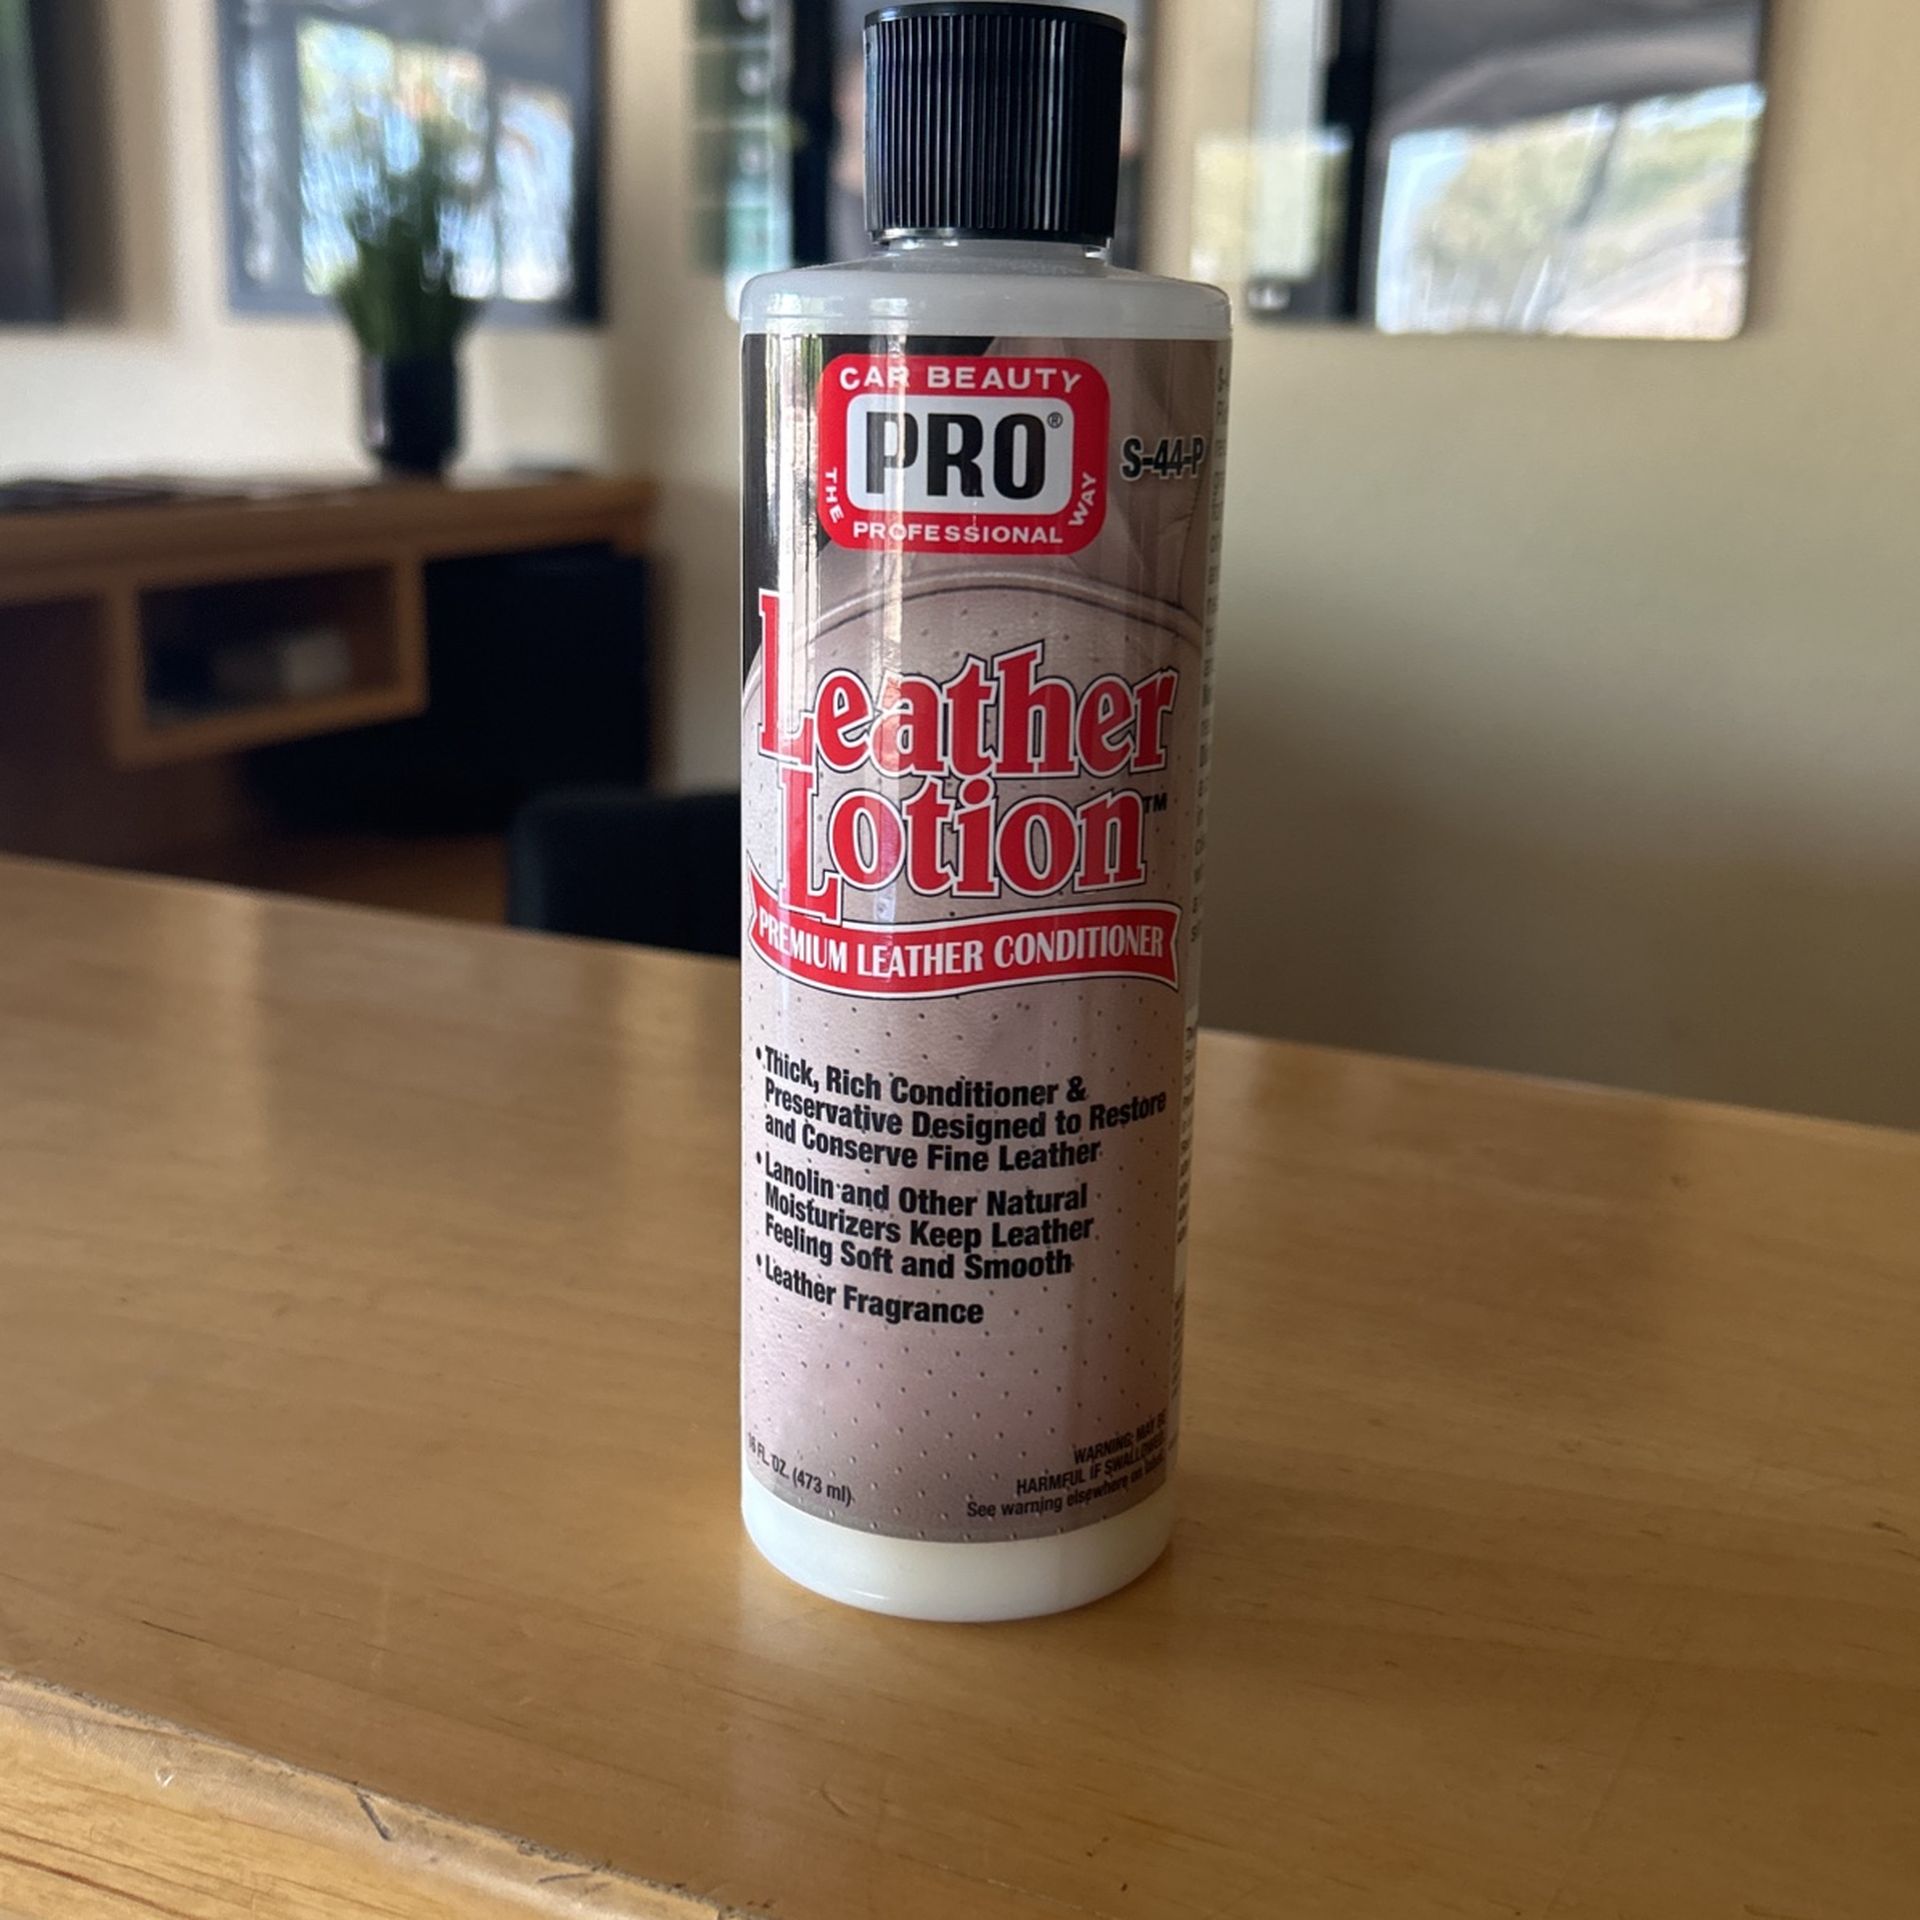 CAR BEAUTY
PRO®
THE
PROFESSIONAL
WAY
S-44-P
Leather
Lotion™
PREMIUM LEATHER CONDITIONER
•Thick, Rich Conditioner &
Preservative Designed to Restore
and Conserve Fine Leather
•Lanolin and Other Natural
Moisturizers Keep Leather
Feeling Soft and Smooth
•Leather Fragrance
16 FL. OZ. (473 ml)
WARNING: MAY BE
HARMFUL IF SWALLOWED
See warning elsewhere on label.